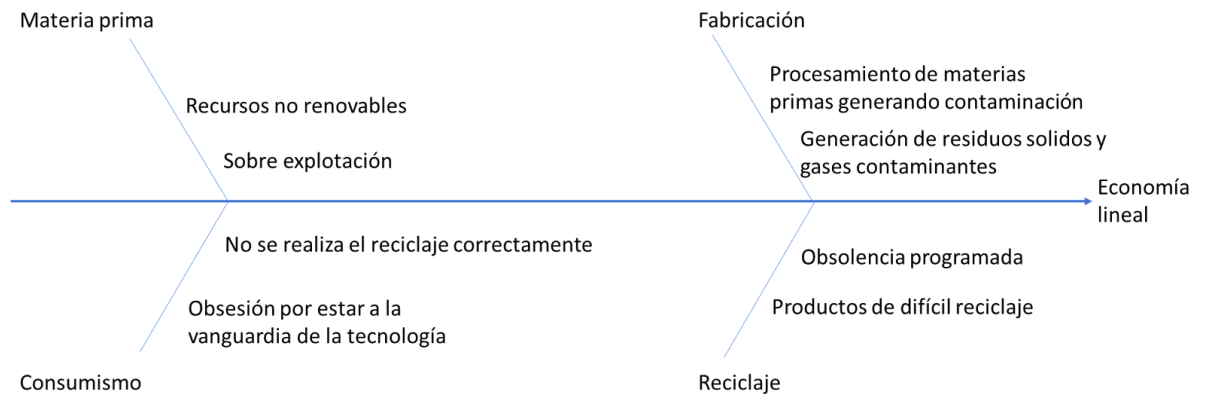 Materia prima
Recursos no renovables
Sobre explotación
Fabricación
Procesamiento de materias
primas generando contaminación
Generación de residuos solidos y
gases contaminantes
Economía
lineal
No se realiza el reciclaje correctamente
Obsesión por estar a la
vanguardia de la tecnología
Consumismo
Obsolencia programada
Productos de difícil reciclaje
Reciclaje